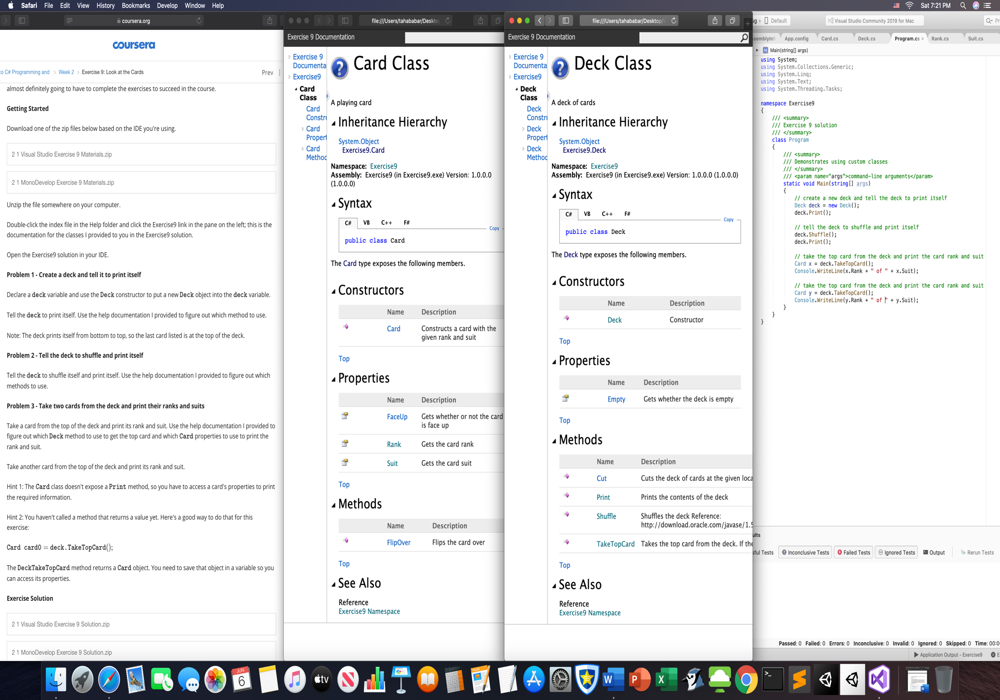 Safari File Edit View History Bookmarks Develop Window Help
Sat 7:21 PM
coursera.org
coursera
to C# Programming and > Week 2 > Exercise 9: Look at the Cards
Prev
almost definitely going to have to complete the exercises to succeed in the course.
Getting Started
Download one of the zip files below based on the IDE you're using.
2 1 Visual Studio Exercise 9 Materials.zip
2 1 MonoDevelop Exercise 9 Materials.zip
Unzip the file somewhere on your computer.
Double-click the index file in the Help folder and click the Exercise9 link in the pane on the left; this is the
documentation for the classes I provided to you in the Exercise9 solution.
Open the Exercise9 solution in your IDE.
Problem 1 - Create a deck and tell it to print itself
Declare a deck variable and use the Deck constructor to put a new Deck object into the deck variable.
Tell the deck to print itself. Use the help documentation I provided to figure out which method to use.
Note: The deck prints itself from bottom to top, so the last card listed is at the top of the deck.
Problem 2 - Tell the deck to shuffle and print itself
Tell the deck to shuffle itself and print itself. Use the help documentation I provided to figure out which
methods to use.
Problem 3 - Take two cards from the deck and print their ranks and suits
Take a card from the top of the deck and print its rank and suit. Use the help documentation I provided to
figure out which Deck method to use to get the top card and which Card properties to use to print the
rank and suit.
Take another card from the top of the deck and print its rank and suit.
Hint 1: The Card class doesn't expose a Print method, so you have to access a card's properties to print
the required information.
Hint 2: You haven't called a method that returns a value yet. Here's a good way to do that for this
exercise:
Card card0 = deck.TakeTopCard();
The DeckTakeTopCard method returns a Card object. You need to save that object in a variable so you
can access its properties.
Exercise Solution
2 1 Visual Studio Exercise 9 Solution.zip
2 1 MonoDevelop Exercise 9 Solution.zip
file:///Users/tahababar/Deskto
Exercise 9 Documentation
Exercise 9
Documenta
Exercise9
Card
Class
Card
Constru
Card
Propert
Card
Method
Card Class
A playing card
Inheritance Hierarchy
System.Object
Exercise9.Card
Namespace: Exercise9
Assembly: Exercise9 (in Exercise9.exe) Version: 1.0.0.0
(1.0.0.0)
Syntax
C# VB C++ F#
Copy
public class Card
The Card type exposes the following members.
Constructors
Name Description
Card Constructs a card with the
given rank and suit
Top
Properties
Name Description
FaceUp Gets whether or not the card
is face up
Rank Gets the card rank
Suit Gets the card suit
Top
Methods
Name Description
FlipOver Flips the card over
Top
See Also
Reference
Exercise9 Namespace
file:///Users/tahababar/Desktop/
Exercise 9 Documentation
Exercise 9
Documenta
Exercise9
Deck
Class
Deck
Constru
Deck
Propert
Deck
Method
Deck Class
A deck of cards
Inheritance Hierarchy
System.Object
Exercise9.Deck
Namespace: Exercise9
Assembly: Exercise9 (in Exercise9.exe) Version: 1.0.0.0 (1.0.0.0)
Syntax
C# VB C++ F#
Copy
public class Deck
The Deck type exposes the following members.
Constructors
Name Description
Deck Constructor
Top
Properties
Name Description
Empty Gets whether the deck is empty
Top
Methods
Name Description
Cut Cuts the deck of cards at the given loca
Print Prints the contents of the deck
Shuffle Shuffles the deck Reference:
http://download.oracle.com/javase/1.5
TakeTopCard Takes the top card from the deck. If the
Top
See Also
Reference
Exercise9 Namespace
ug > Default
Visual Studio Community 2019 for Mac
Pr
ssemblyInf App.config Card.cs Deck.cs Program.cs × Rank.cs Suit.cs
M Main(string[] args)
using System;
using System.Collections.Generic;
using System.Linq;
using System.Text;
using System.Threading.Tasks;
namespace Exercise9
{
/// <summary>
/// Exercise 9 solution
/// </summary>
class Program
{
/// <summary>
/// Demonstrates using custom classes
/// </summary>
/// <param name="args">command-line arguments</param>
static void Main(string[] args)
{
// create a new deck and tell the deck to print itself
Deck deck = new Deck();
deck.Print();
// tell the deck to shuffle and print itself
deck.Shuffle();
deck.Print();
// take the top card from the deck and print the card rank and suit
Card x = deck.TakeTopCard();
Console.WriteLine(x.Rank + " of " + x.Suit);
// take the top card from the deck and print the card rank and suit
Card y = deck.TakeTopCard();
Console.WriteLine(y.Rank + " of " + y.Suit);
}
}
}
ults
sful Tests Inconclusive Tests Failed Tests Ignored Tests Output Rerun Tests
Passed: 0 Failed: 0 Errors: 0 Inconclusive: 0 Invalid: 0 Ignored: 0 Skipped: 0 Time: 00:0
Application Output - Exercise9 E
JUN
6
tv
PAGES
W
P
X
>_